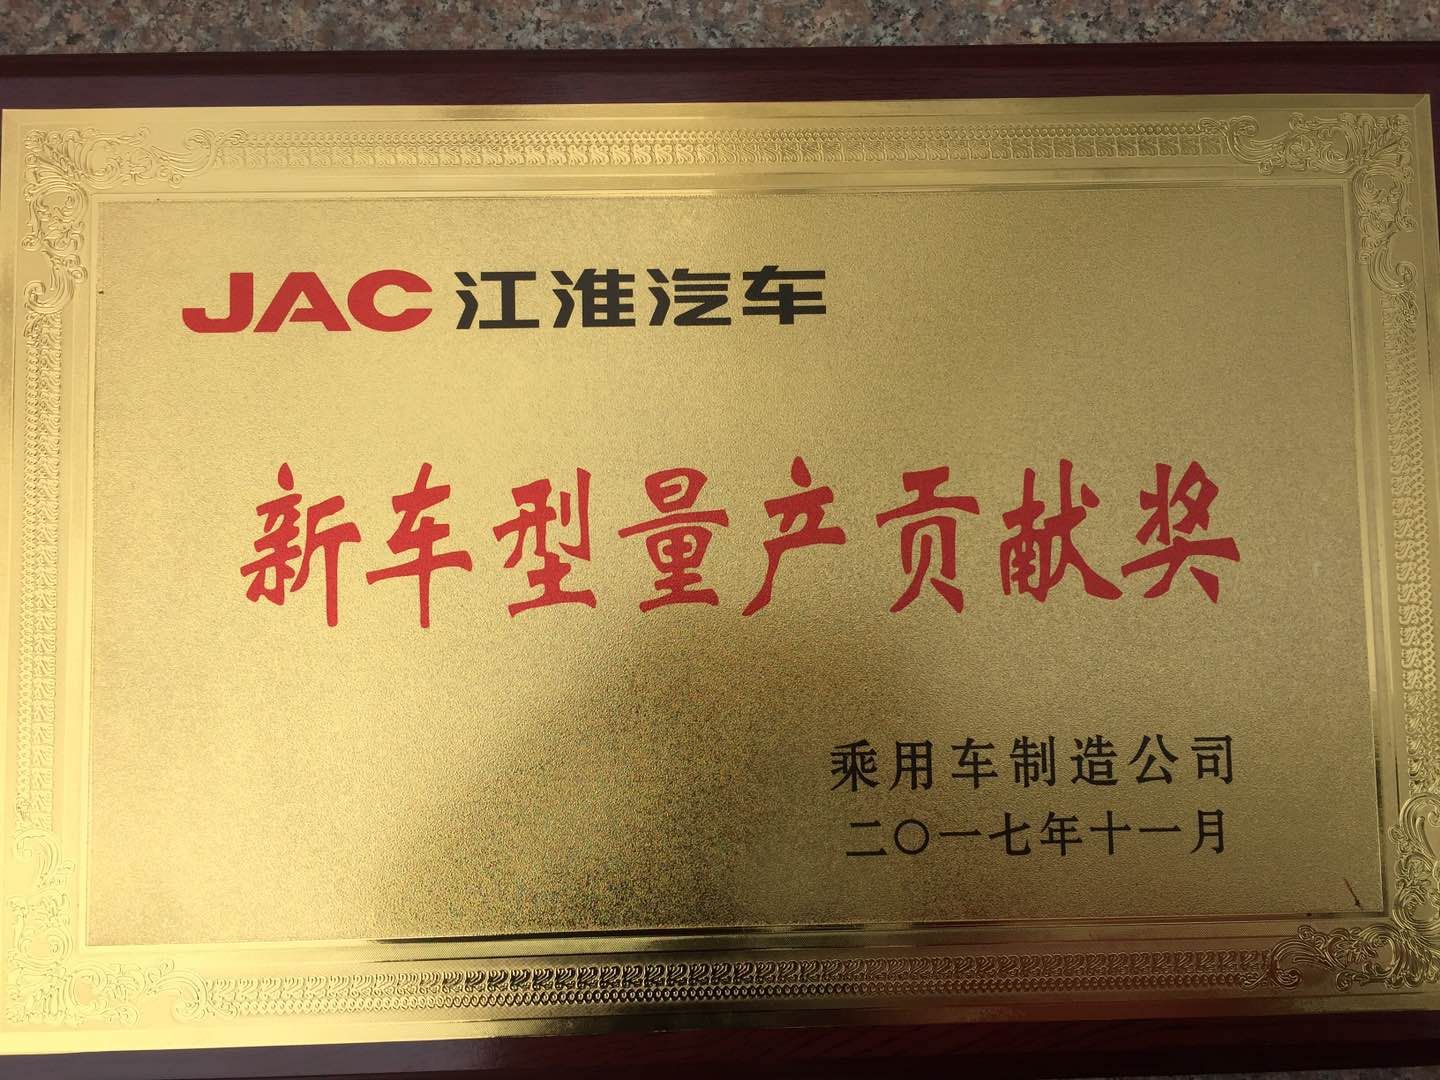 JAC 江淮汽车
新车型量产贡献奖
乘用车制造公司
二〇一七年十一月